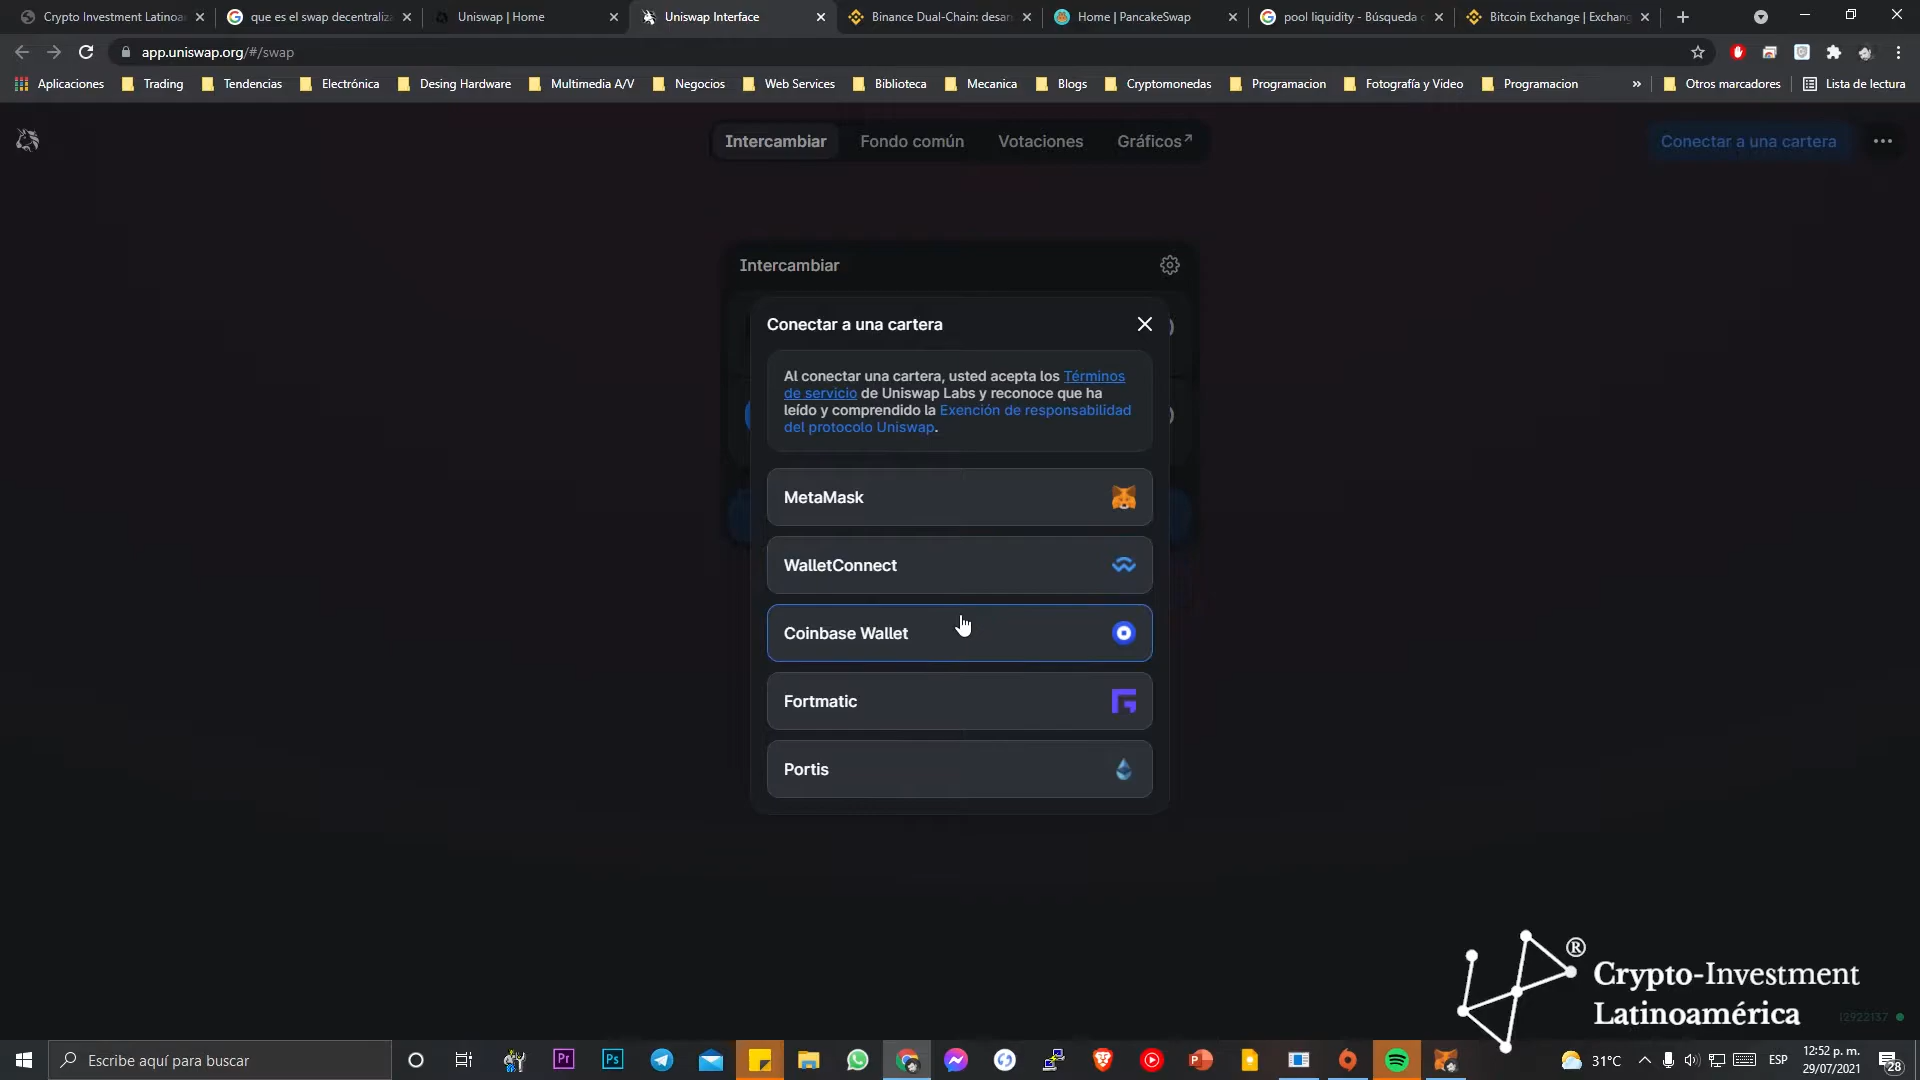 Crypto Investment Latinoa
que es el swap decentraliza
Uniswap | Home
Uniswap Interface
Binance Dual-Chain: desar
Home | PancakeSwap
pool liquidity - Búsqueda
Bitcoin Exchange | Exchang
app.uniswap.org/#/swap
Aplicaciones
Trading
Tendencias
Electrónica
Desing Hardware
Multimedia A/V
Negocios
Web Services
Biblioteca
Mecanica
Blogs
Cryptomonedas
Programacion
Fotografía y Video
Programacion
»
Otros marcadores
Lista de lectura
Intercambiar
Fondo común
Votaciones
Gráficos↗
Conectar a una cartera
Intercambiar
Conectar a una cartera
Al conectar una cartera, usted acepta los Términos
de servicio de Uniswap Labs y reconoce que ha
leído y comprendido la Exención de responsabilidad
del protocolo Uniswap.
MetaMask
WalletConnect
Coinbase Wallet
Fortmatic
Portis
®
Crypto-Investment
Latinoamérica
12922137
Escribe aquí para buscar
Pr
Ps
31°C
ESP
12:52 p. m.
29/07/2021
28